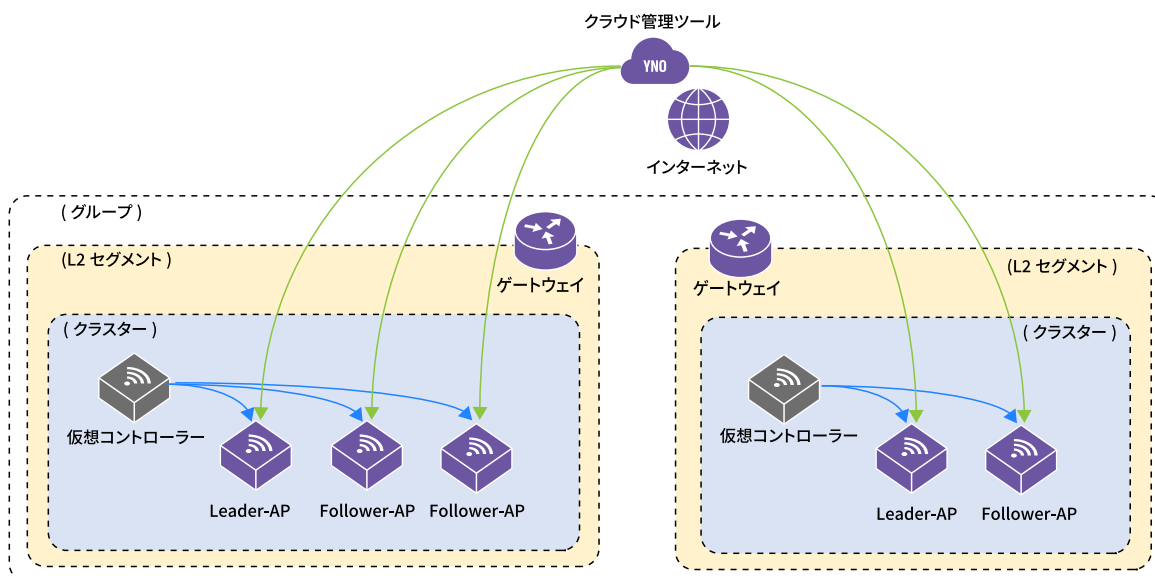 クラウド管理ツール
YNO
インターネット
( グループ )
(L2 セグメント )
ゲートウェイ
( クラスター )
仮想コントローラー
Leader-AP
Follower-AP
Follower-AP
(L2 セグメント )
ゲートウェイ
( クラスター )
仮想コントローラー
Leader-AP
Follower-AP